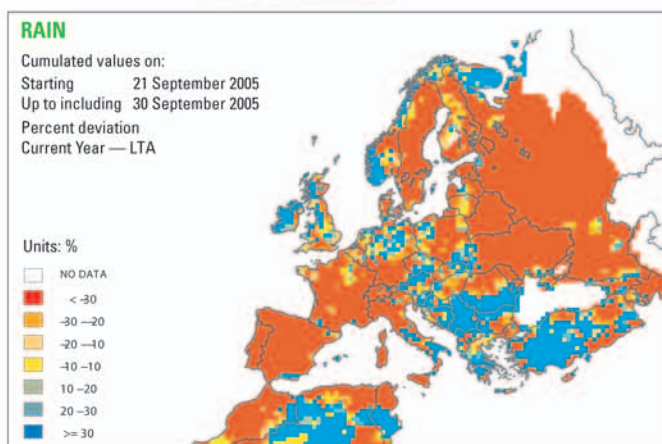 RAIN
Cumulated values on:
Starting 21 September 2005
Up to including 30 September 2005
Percent deviation
Current Year — LTA
Units: %
NO DATA
< -30
-30 —20
-20 —10
-10 –10
10 –20
20 –30
>= 30